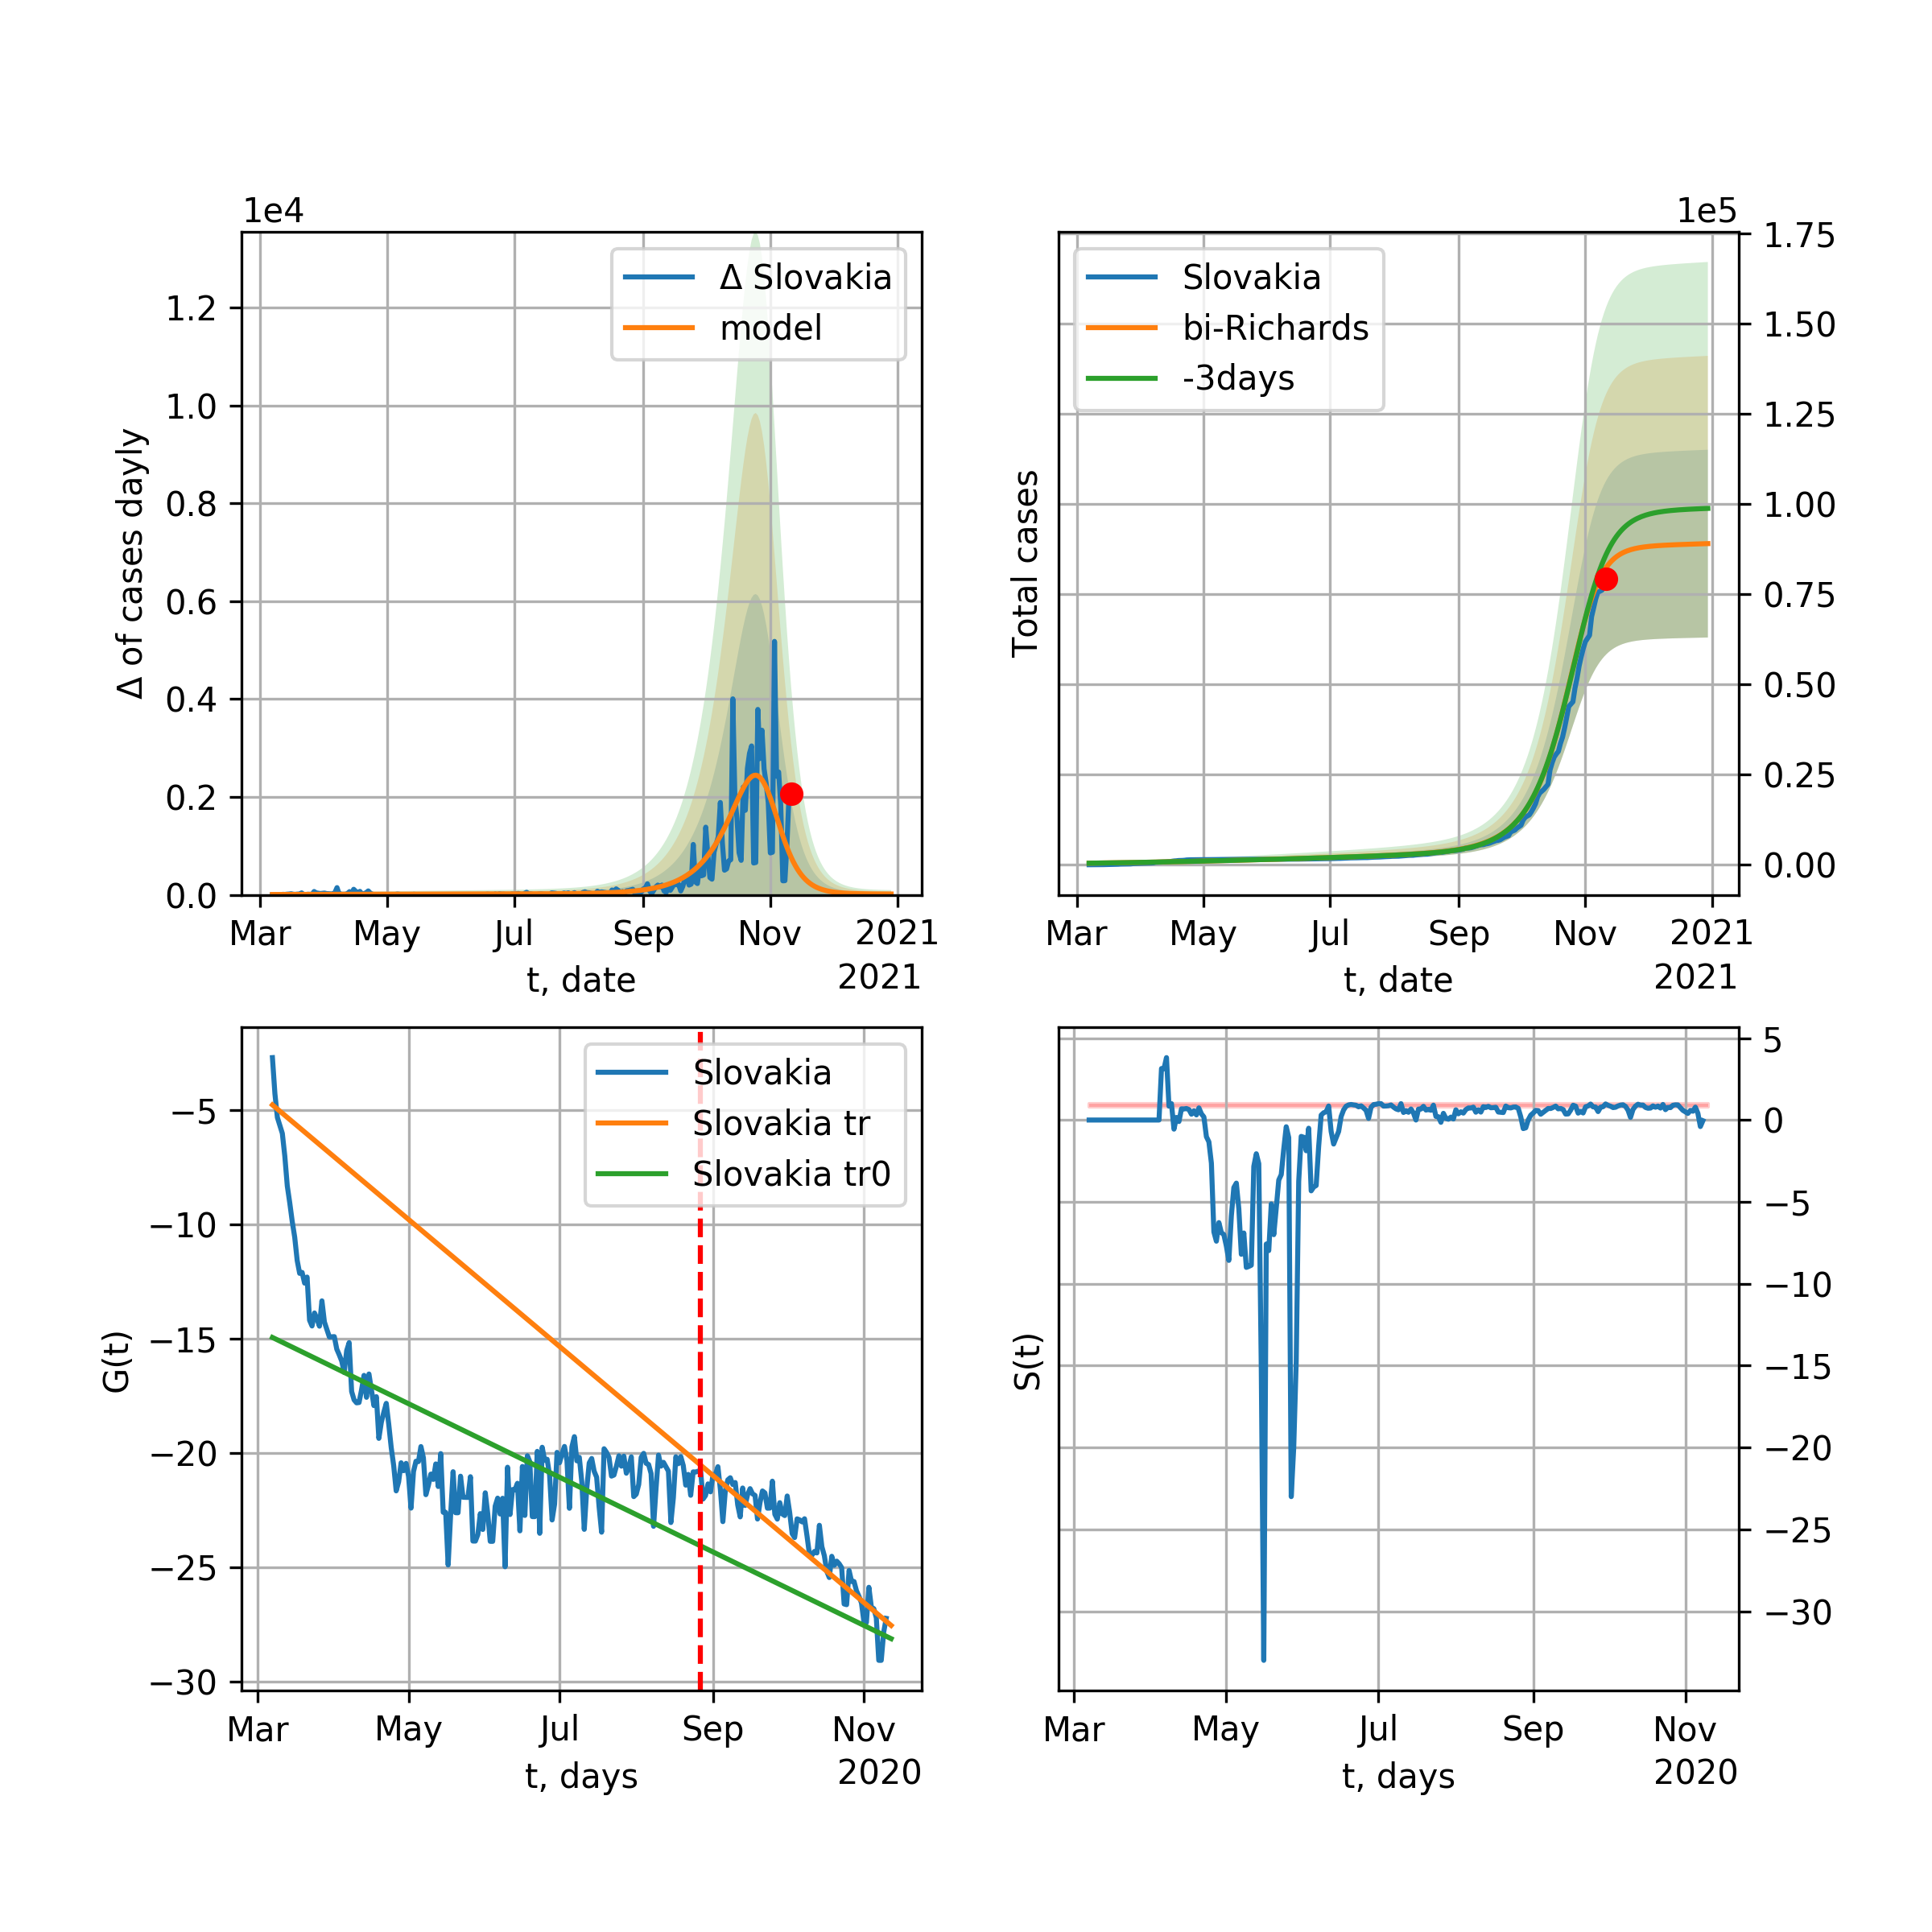 1e4
Δ of cases dayly
1.2
1.0
0.8
0.6
0.4
0.2
0.0
Δ Slovakia
model
Mar May Jul Sep Nov 2021
t, date 2021
1e5
Total cases
Slovakia
bi-Richards
-3days
1.75
1.50
1.25
1.00
0.75
0.50
0.25
0.00
Mar May Jul Sep Nov 2021
t, date 2021
G(t)
−5
−10
−15
−20
−25
−30
Slovakia
Slovakia tr
Slovakia tr0
Mar May Jul Sep Nov
t, days 2020
S(t)
5
0
−5
−10
−15
−20
−25
−30
Mar May Jul Sep Nov
t, days 2020